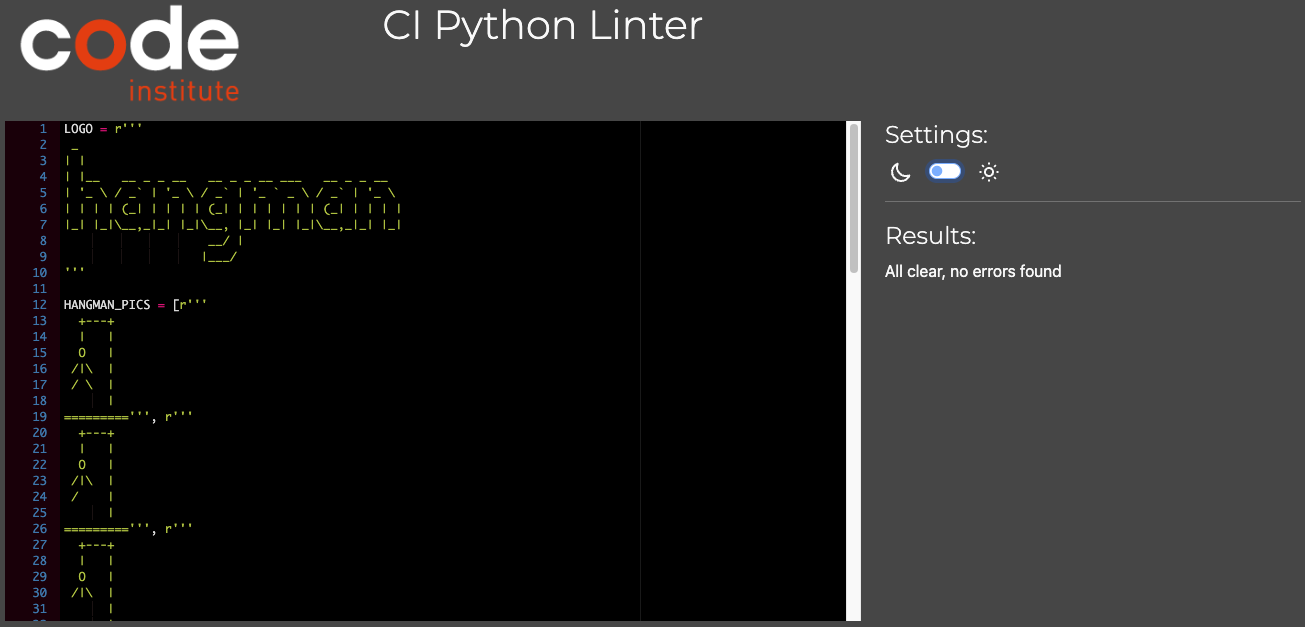 code
institute
CI Python Linter
1 LOGO = r'''
2  _
3 | |
4 | |__   __ _ _ __   __ _ _ __ ___   __ _ _ __
5 | '_ \ / _` | '_ \ / _` | '_ ` _ \ / _` | '_ \
6 | | | | (_| | | | | (_| | | | | | | (_| | | | |
7 |_| |_|\__,_|_| |_|\__, |_| |_| |_|\__,_|_| |_|
8                     __/ |
9                    |___/
10 '''
11
12 HANGMAN_PICS = [r'''
13   +---+
14   |   |
15   O   |
16  /|\  |
17  / \  |
18       |
19 =========''', r'''
20   +---+
21   |   |
22   O   |
23  /|\  |
24  /    |
25       |
26 =========''', r'''
27   +---+
28   |   |
29   O   |
30  /|\  |
31       |
Settings:
Results:
All clear, no errors found